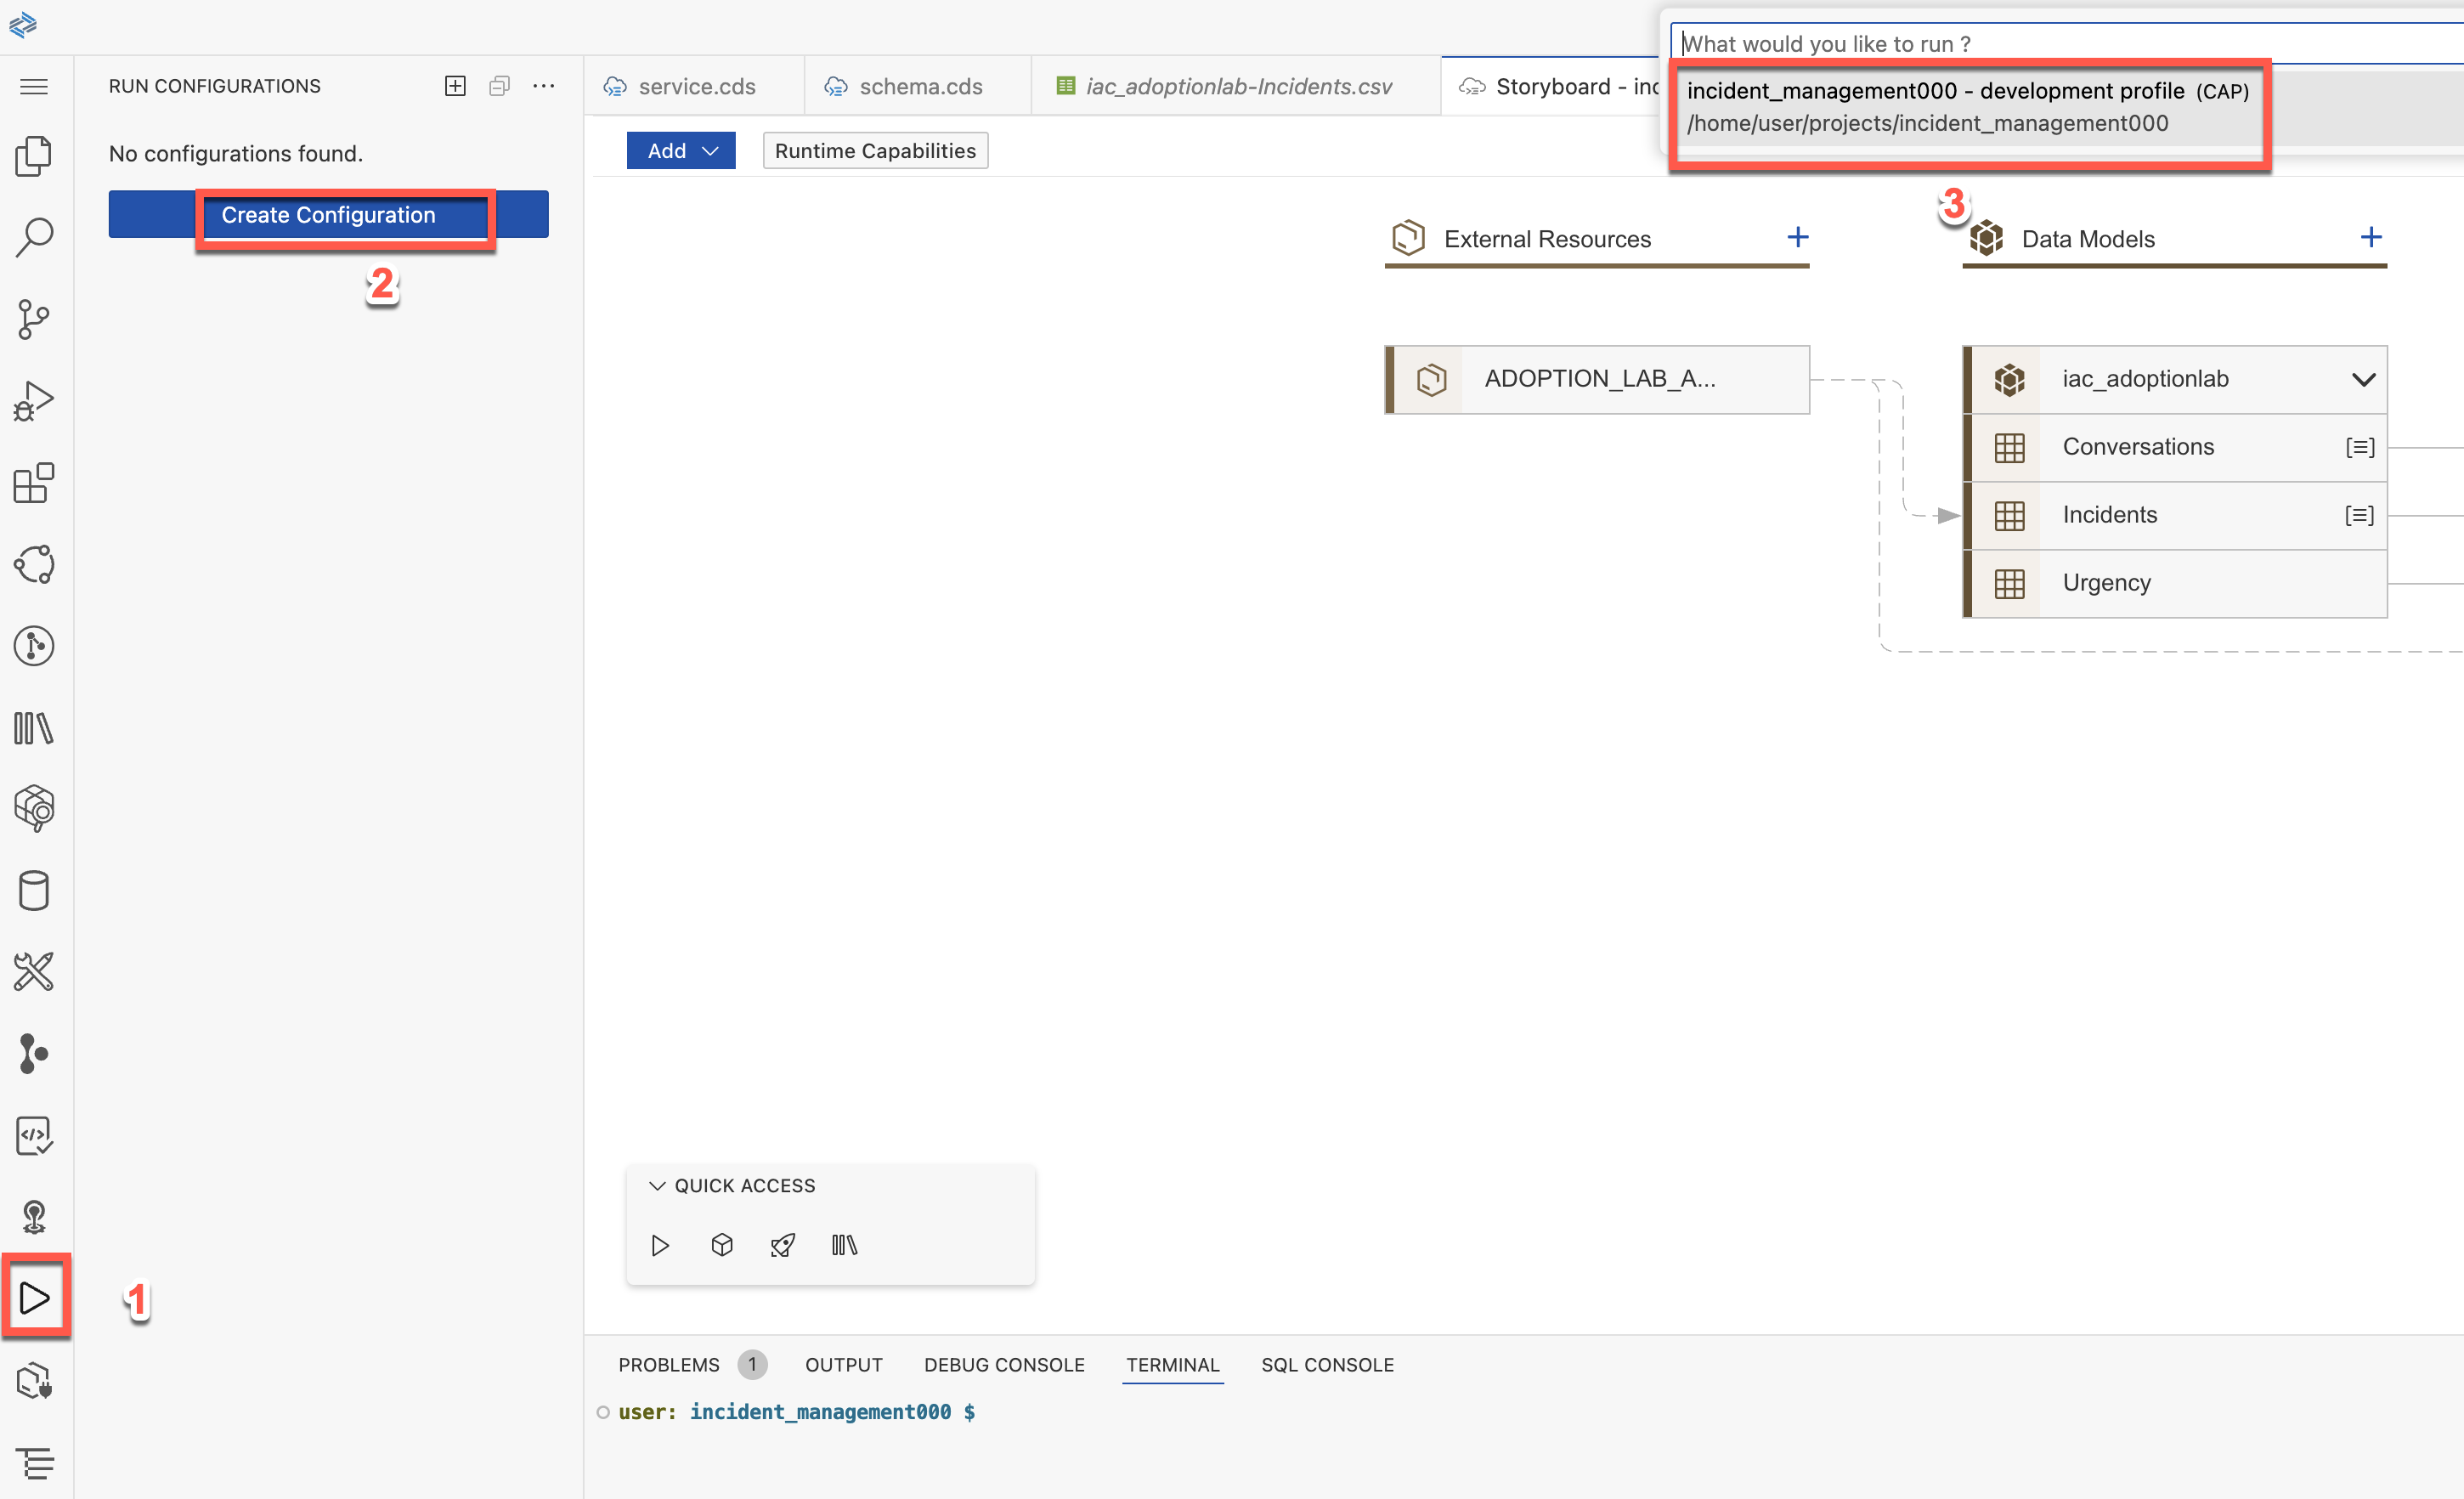 What would you like to run ?
incident_management000 - development profile (CAP)
/home/user/projects/incident_management000
3
RUN CONFIGURATIONS
No configurations found.
Create Configuration
2
1
service.cds
schema.cds
iac_adoptionlab-Incidents.csv
Storyboard - inc
Add
Runtime Capabilities
External Resources
Data Models
ADOPTION_LAB_A...
iac_adoptionlab
Conversations
Incidents
Urgency
QUICK ACCESS
PROBLEMS 1 OUTPUT DEBUG CONSOLE TERMINAL SQL CONSOLE
user: incident_management000 $